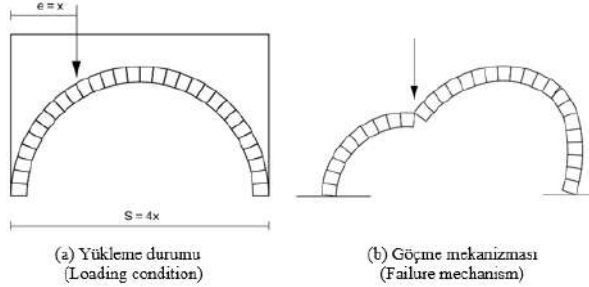 e = x
S = 4x
(a) Yükleme durumu
(Loading condition)
(b) Göçme mekanizması
(Failure mechanism)